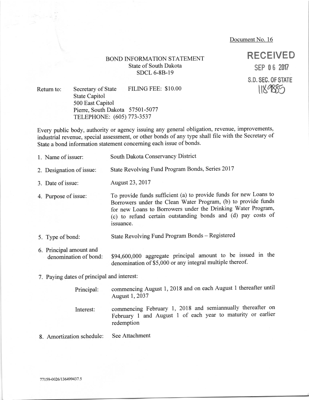 Document No. 16
RECEIVED
SEP 06 2017
S.D. SEC. OF STATE
BOND INFORMATION STATEMENT
State of South Dakota
SDCL 6-8B-19
Return to: Secretary of State FILING FEE: $10.00
State Capitol
500 East Capitol
Pierre, South Dakota 57501-5077
TELEPHONE: (605) 773-3537
Every public body, authority or agency issuing any general obligation, revenue, improvements,
industrial revenue, special assessment, or other bonds of any type shall file with the Secretary of
State a bond information statement concerning each issue of bonds.
1. Name of issuer: South Dakota Conservancy District
2. Designation of issue: State Revolving Fund Program Bonds, Series 2017
3. Date of issue: August 23, 2017
4. Purpose of issue: To provide funds sufficient (a) to provide funds for new Loans to
Borrowers under the Clean Water Program, (b) to provide funds
for new Loans to Borrowers under the Drinking Water Program,
(c) to refund certain outstanding bonds and (d) pay costs of
issuance.
5. Type of bond: State Revolving Fund Program Bonds – Registered
6. Principal amount and
denomination of bond: $94,600,000 aggregate principal amount to be issued in the
denomination of $5,000 or any integral multiple thereof.
7. Paying dates of principal and interest:
Principal: commencing August 1, 2018 and on each August 1 thereafter until
August 1, 2037
Interest: commencing February 1, 2018 and semiannually thereafter on
February 1 and August 1 of each year to maturity or earlier
redemption
8. Amortization schedule: See Attachment